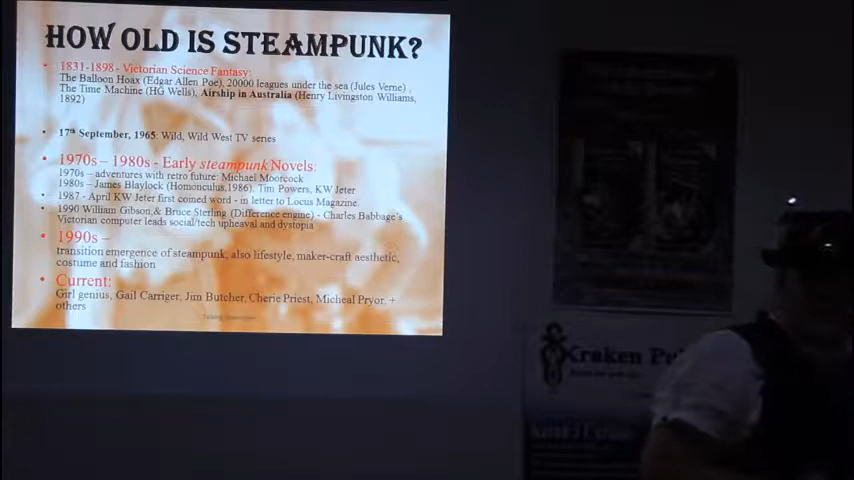 HOW OLD IS STEAMPUNK?
• 1831-1898 - Victorian Science Fantasy:
The Balloon Hoax (Edgar Allen Poe), 20000 leagues under the sea (Jules Verne) ,
The Time Machine (HG Wells), Airship in Australia (Henry Livingston Williams,
1892)
• 17th September, 1965: Wild, Wild West TV series
• 1970s – 1980s - Early steampunk Novels:
1970s – adventures with retro future: Michael Moorcock
1980s – James Blaylock (Homonculus,1986). Tim Powers, KW Jeter
• 1987 - April KW Jeter first coined word - in letter to Locus Magazine.
• 1990 William Gibson,& Bruce Sterling (Difference engine) - Charles Babbage's
Victorian computer leads social/tech upheaval and dystopia
• 1990s –
transition emergence of steampunk, also lifestyle, maker-craft aesthetic,
costume and fashion
• Current:
Girl genius, Gail Carriger, Jim Butcher, Cherie Priest, Micheal Pryor. +
others
Kraken